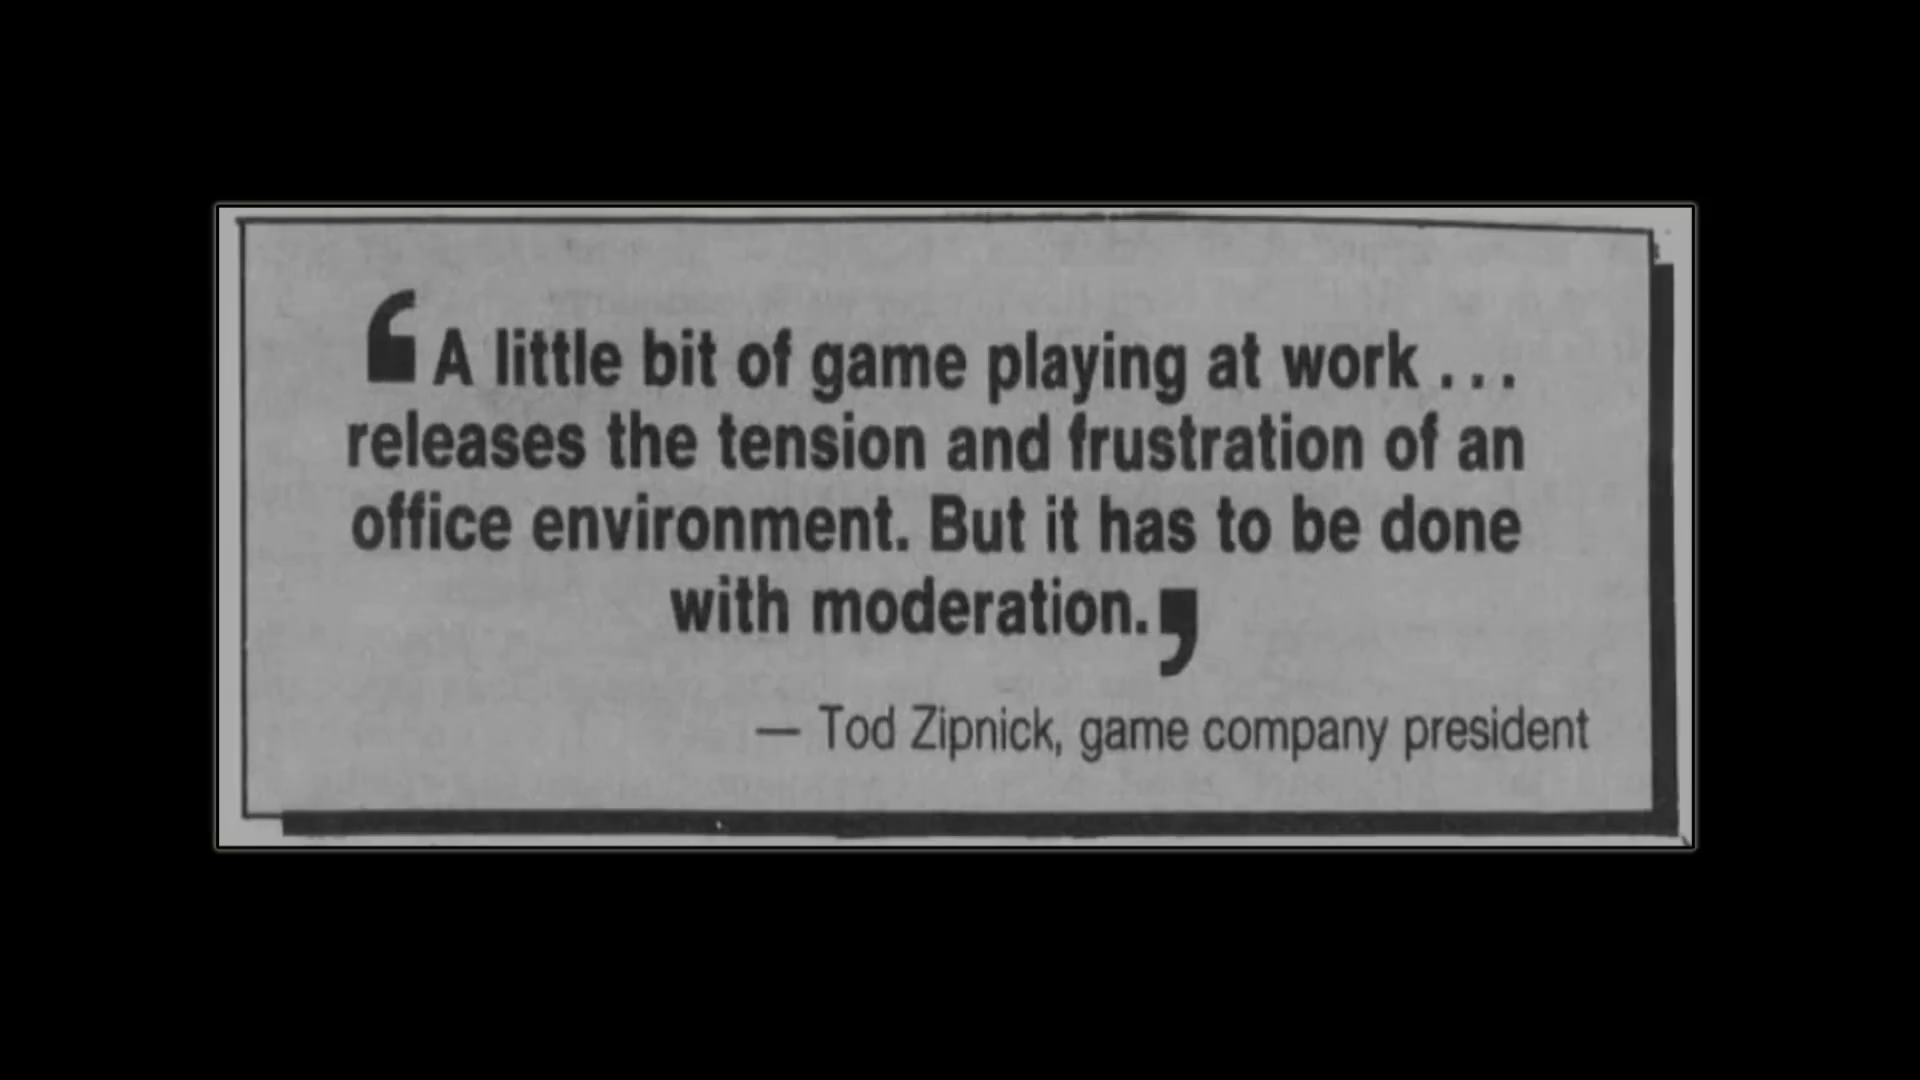 ‘A little bit of game playing at work . . .
releases the tension and frustration of an
office environment. But it has to be done
with moderation.’
— Tod Zipnick, game company president